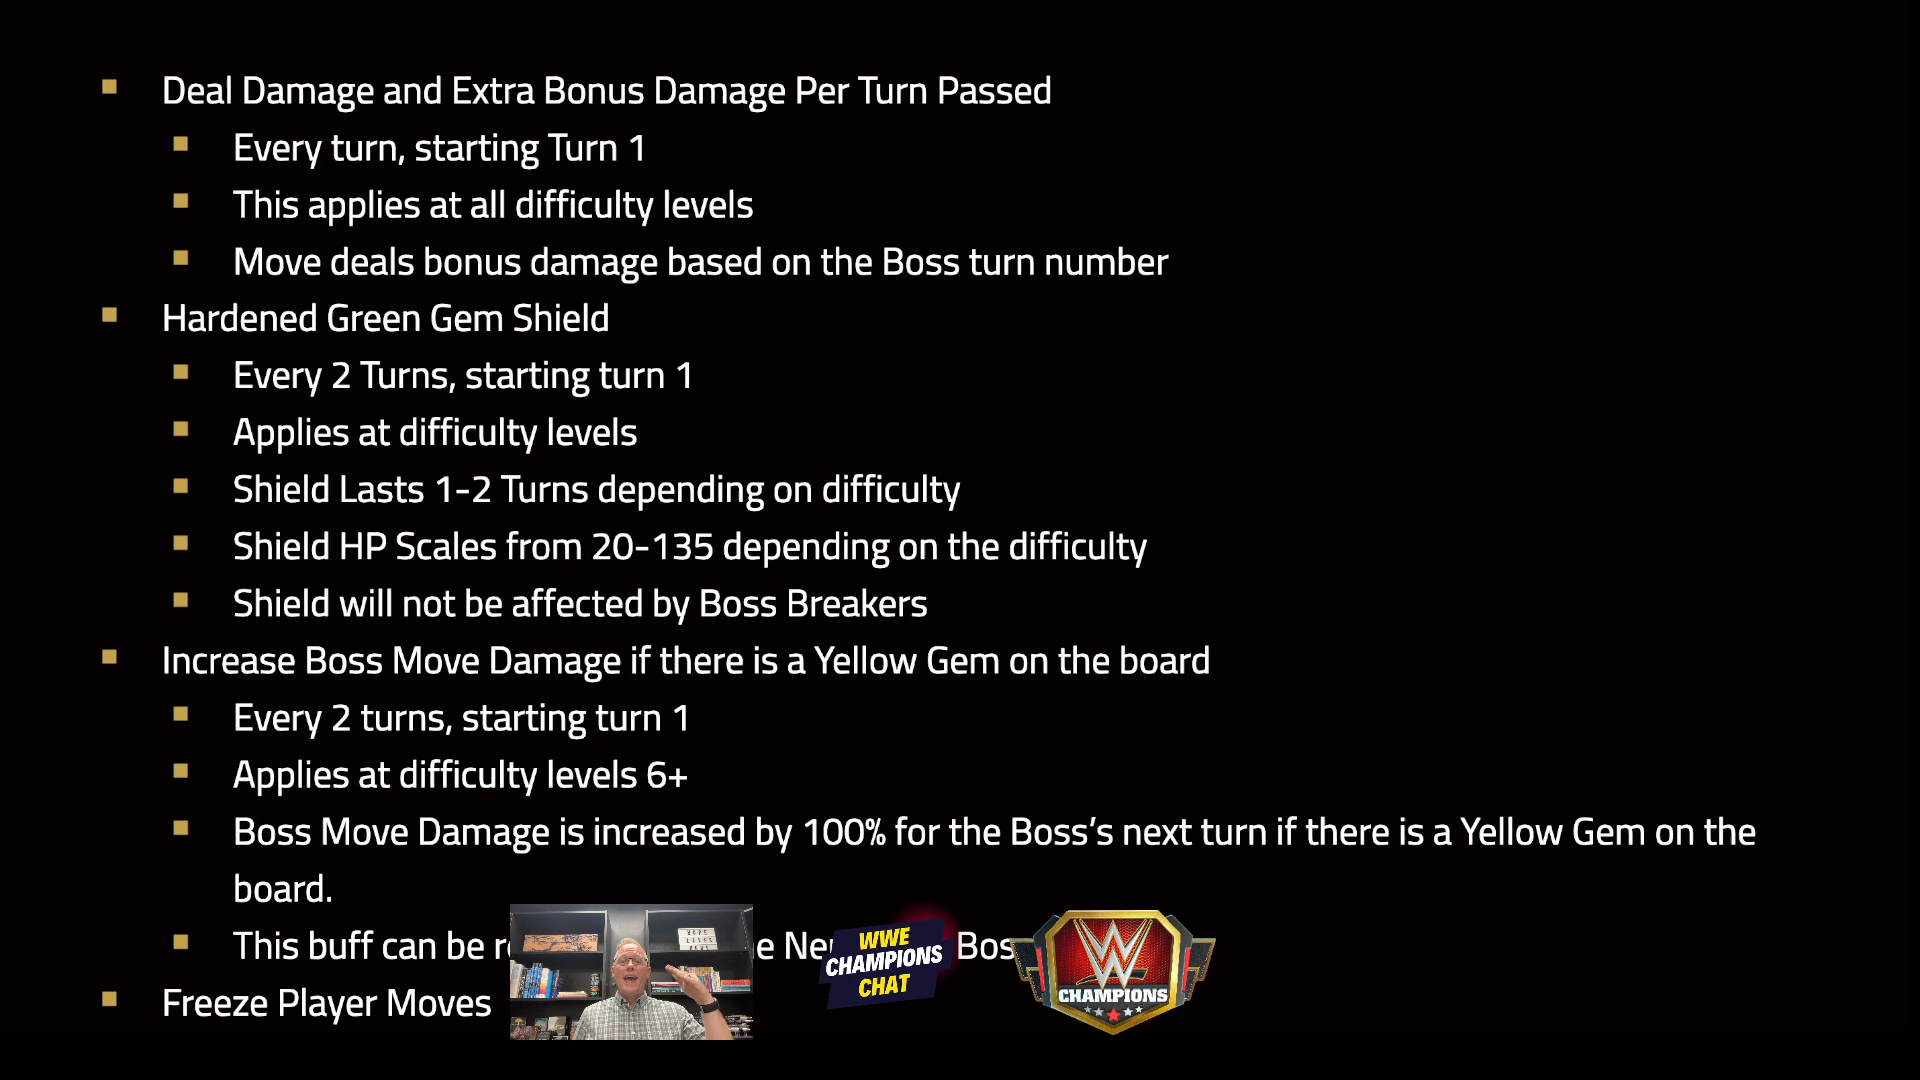 Deal Damage and Extra Bonus Damage Per Turn Passed
Every turn, starting Turn 1
This applies at all difficulty levels
Move deals bonus damage based on the Boss turn number
Hardened Green Gem Shield
Every 2 Turns, starting turn 1
Applies at difficulty levels
Shield Lasts 1-2 Turns depending on difficulty
Shield HP Scales from 20-135 depending on the difficulty
Shield will not be affected by Boss Breakers
Increase Boss Move Damage if there is a Yellow Gem on the board
Every 2 turns, starting turn 1
Applies at difficulty levels 6+
Boss Move Damage is increased by 100% for the Boss's next turn if there is a Yellow Gem on the
board.
This buff can be
Freeze Player Moves
HOPE
LIVES
HERE
WWE
CHAMPIONS
CHAT
W
CHAMPIONS